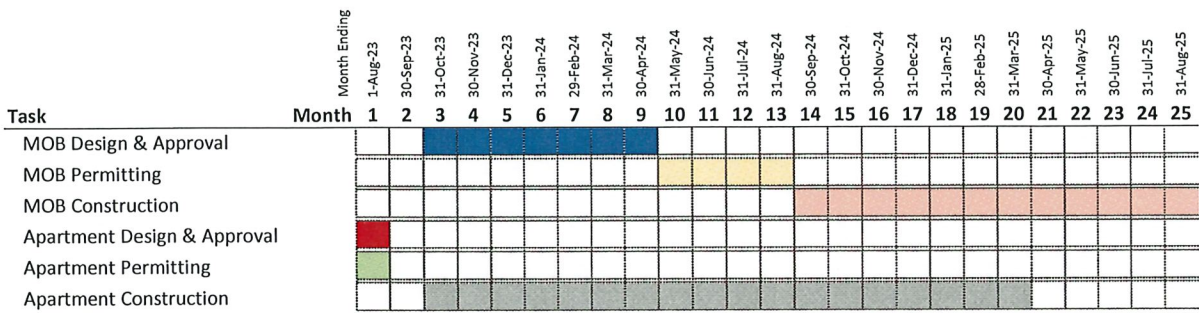 Month Ending 1-Aug-23 30-Sep-23 31-Oct-23 30-Nov-23 31-Dec-23 31-Jan-24 29-Feb-24 31-Mar-24 30-Apr-24 31-May-24 30-Jun-24 31-Jul-24 31-Aug-24 30-Sep-24 31-Oct-24 30-Nov-24 31-Dec-24 31-Jan-25 28-Feb-25 31-Mar-25 30-Apr-25 31-May-25 30-Jun-25 31-Jul-25 31-Aug-25
Task Month 1 2 3 4 5 6 7 8 9 10 11 12 13 14 15 16 17 18 19 20 21 22 23 24 25
MOB Design & Approval
MOB Permitting
MOB Construction
Apartment Design & Approval
Apartment Permitting
Apartment Construction